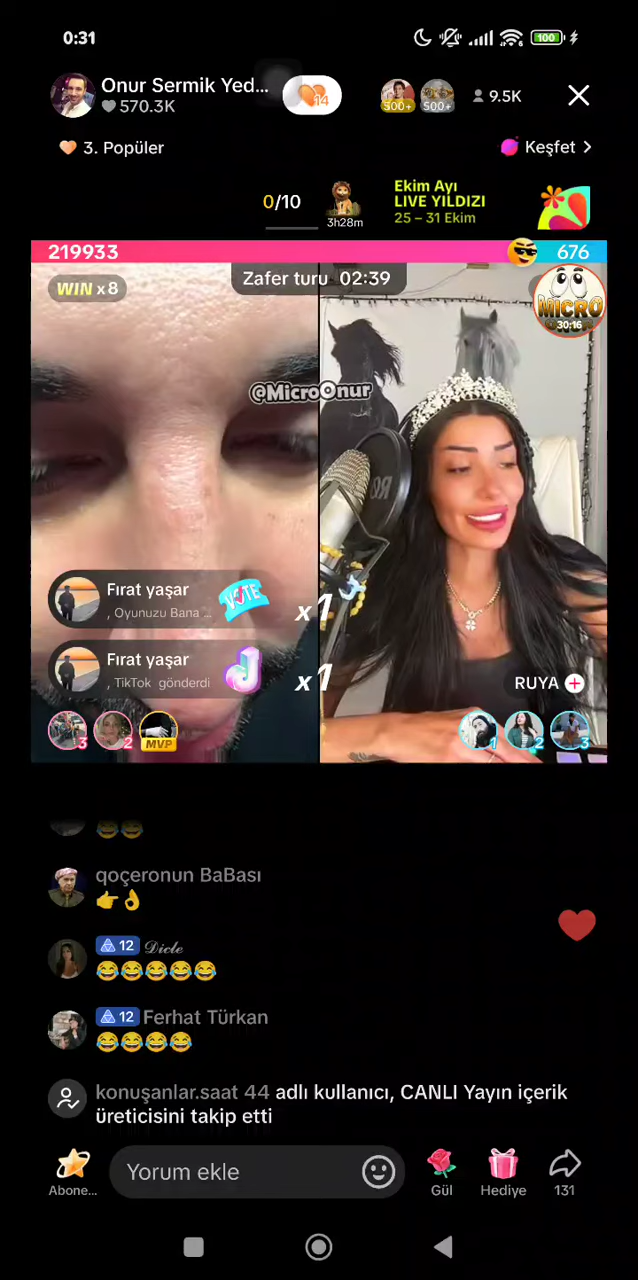 0:31
100
Onur Sermik Yed...
570.3K
14
500+
500+
9.5K
3. Popüler
Keşfet
0/10
3h28m
Ekim Ayı
LIVE YILDIZI
25 – 31 Ekim
219933
676
WIN x8
Zafer turu 02:39
MICRO
30:16
@MicroOnur
Fırat yaşar
, Oyunuzu Bana ...
VOTE
x1
Fırat yaşar
, TikTok gönderdi
x1
RUYA
3
2
MVP
1
2
3
😂😂
qoçeronun BaBası
👉👌
12 Dicle
😂😂😂😂😂
12 Ferhat Türkan
😂😂😂😂
konuşanlar.saat 44 adlı kullanıcı, CANLI Yayın içerik
üreticisini takip etti
Abone...
Yorum ekle
Gül
Hediye
131